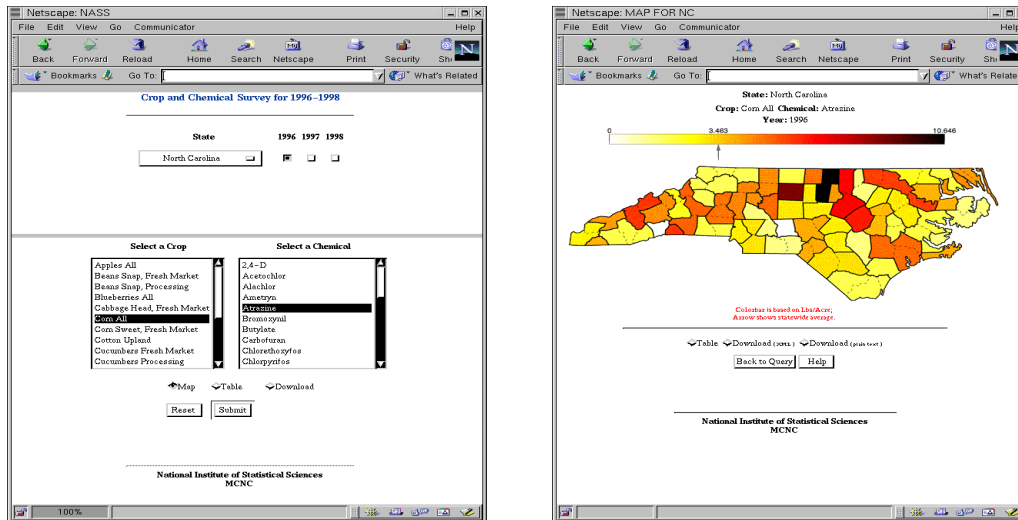 Netscape: NASS
File Edit View Go Communicator Help
Back Forward Reload Home Search Netscape Print Security Sh
Bookmarks Go To: What's Related
Crop and Chemical Survey for 1996-1998
State 1996 1997 1998
North Carolina
Select a Crop Select a Chemical
Apples All
Beans Snap, Fresh Market
Beans Snap, Processing
Blueberries All
Cabbage Head, Fresh Market
Corn All
Corn Sweet, Fresh Market
Cotton Upland
Cucumbers Fresh Market
Cucumbers Processing
2,4-D
Acetochlor
Alachlor
Ametryn
Atrazine
Bromoxynil
Butylate
Carbofuran
Chlorethoxyfos
Chlorpyrifos
Map Table Download
Reset Submit
National Institute of Statistical Sciences
MCNC
100%
Netscape: MAP FOR NC
File Edit View Go Communicator Help
Back Forward Reload Home Search Netscape Print Security Sh
Bookmarks Go To: What's Relate
State: North Carolina
Crop: Corn All Chemical: Atrazine
Year: 1996
0 3.463 10.646
Colorbar is based on Lbs/Acre;
Arrow shows statewide average.
Table Download (XML) Download (plain text)
Back to Query Help
National Institute of Statistical Sciences
MCNC